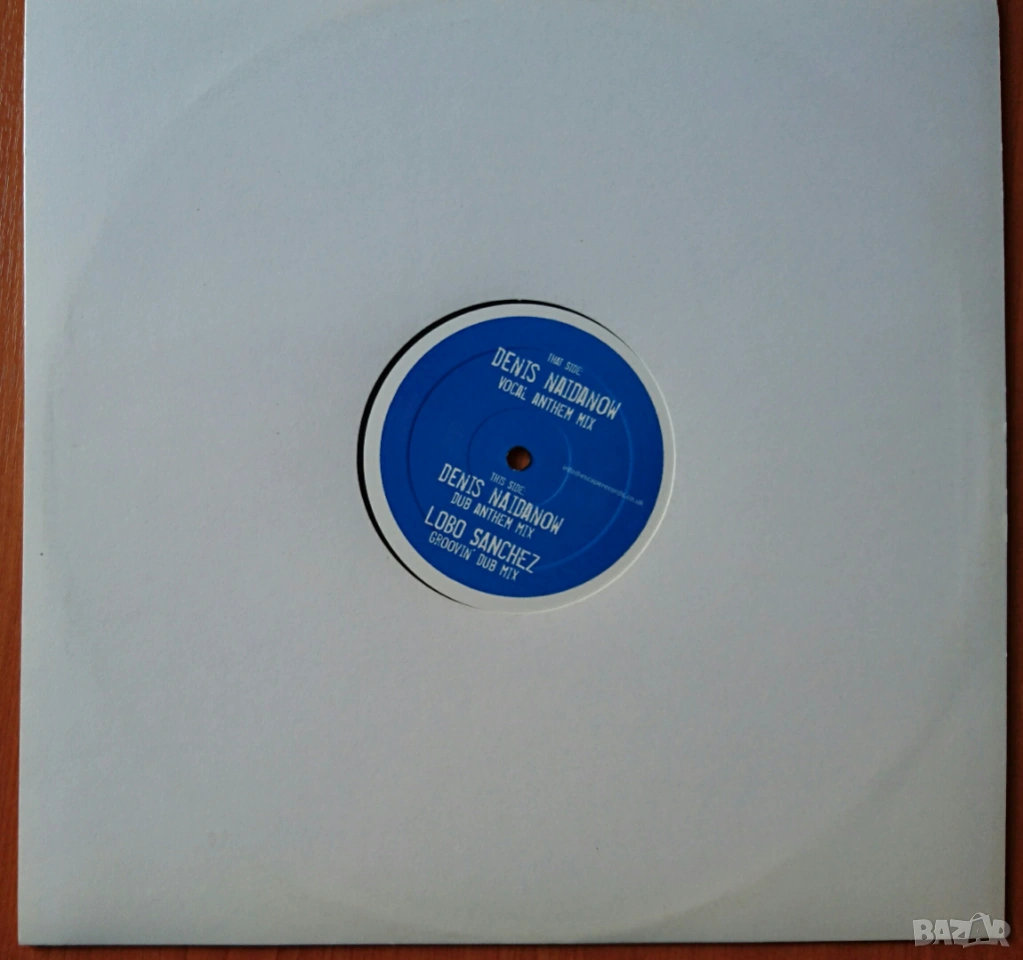 THAT SIDE:
DENIS NAIDANOW
VOCAL ANTHEM MIX
THIS SIDE:
DENIS NAIDANOW
DUB ANTHEM MIX
LOBO SANCHEZ
GROOVIN' DUB MIX
BAZAR